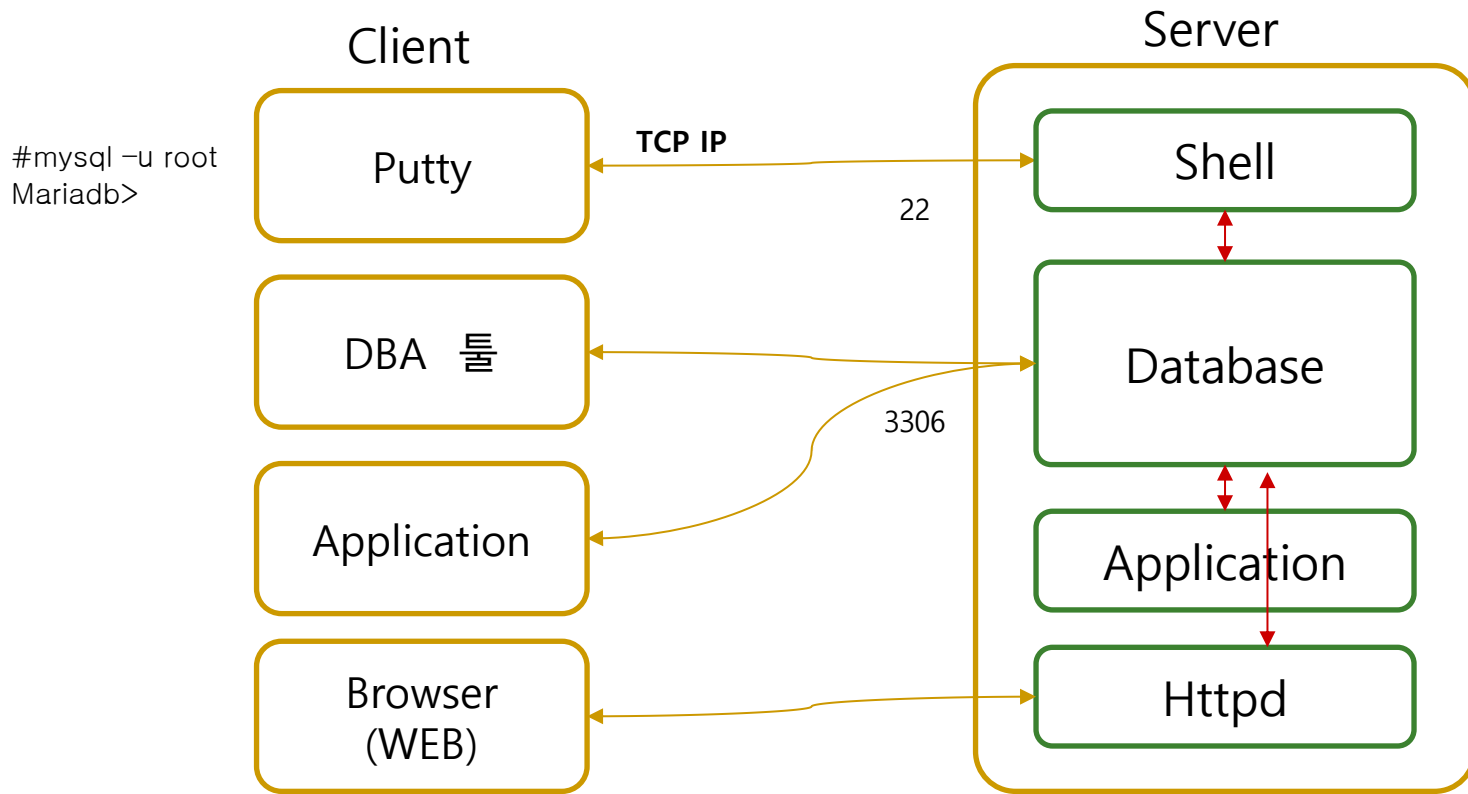 Client
Server
#mysql –u root
Mariadb>
Putty
TCP IP
22
Shell
DBA 툴
3306
Database
Application
Application
Browser
(WEB)
Httpd